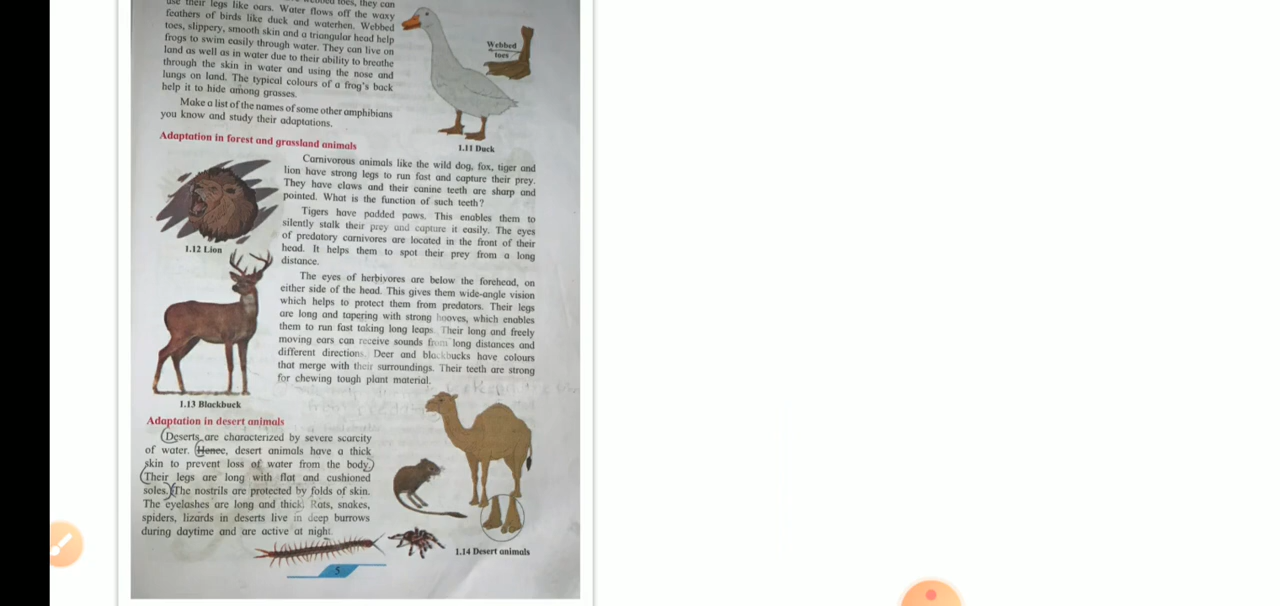 use their legs like oars. Water flows off the waxy
feathers of birds like duck and waterhen. Webbed
toes, slippery, smooth skin and a triangular head help
frogs to swim easily through water. They can live on
land as well as in water due to their ability to breathe
through the skin in water and using the nose and
lungs on land. The typical colours of a frog's back
help it to hide among grasses.
Make a list of the names of some other amphibians
you know and study their adaptations.
Webbed
toes
1.11 Duck
Adaptation in forest and grassland animals
Carnivorous animals like the wild dog, fox, tiger and
lion have strong legs to run fast and capture their prey.
They have claws and their canine teeth are sharp and
pointed. What is the function of such teeth?
Tigers have padded paws. This enables them to
silently stalk their prey and capture it easily. The eyes
of predatory carnivores are located in the front of their
head. It helps them to spot their prey from a long
distance.
1.12 Lion
The eyes of herbivores are below the forehead, on
either side of the head. This gives them wide-angle vision
which helps to protect them from predators. Their legs
are long and tapering with strong hooves, which enables
them to run fast taking long leaps. Their long and freely
moving ears can receive sounds from long distances and
different directions. Deer and blackbucks have colours
that merge with their surroundings. Their teeth are strong
for chewing tough plant material.
1.13 Blackbuck
Adaptation in desert animals
Deserts are characterized by severe scarcity
of water. Hence, desert animals have a thick
skin to prevent loss of water from the body.
Their legs are long with flat and cushioned
soles. The nostrils are protected by folds of skin.
The eyelashes are long and thick. Rats, snakes,
spiders, lizards in deserts live in deep burrows
during daytime and are active at night.
1.14 Desert animals
5